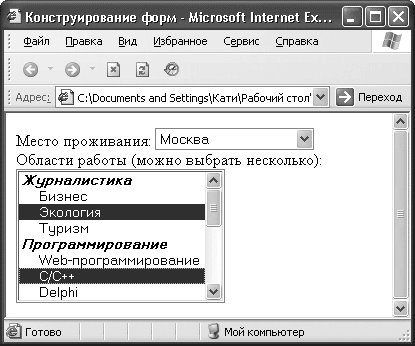 Конструирование форм - Microsoft Internet Ex...
Файл Правка Вид Избранное Сервис Справка
Адрес: C:\Documents and Settings\Кати\Рабочий стол\ Переход
Место проживания: Москва
Области работы (можно выбрать несколько):
Журналистика
Бизнес
Экология
Туризм
Программирование
Web-программирование
C/C++
Delphi
Готово Мой компьютер